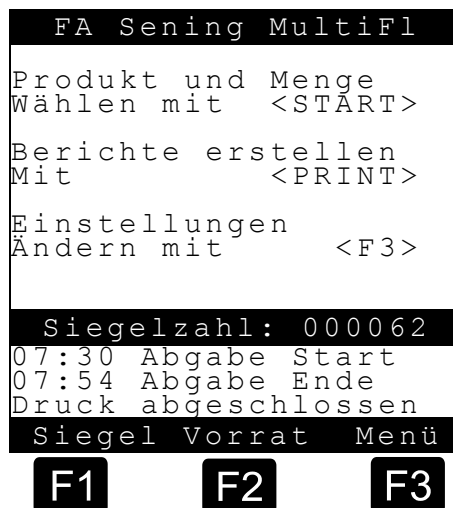 FA Sening MultiFl
Produkt und Menge
Wählen mit <START>
Berichte erstellen
Mit <PRINT>
Einstellungen
Ändern mit <F3>
Siegelzahl: 000062
07:30 Abgabe Start
07:54 Abgabe Ende
Druck abgeschlossen
Siegel Vorrat Menü
F1 F2 F3